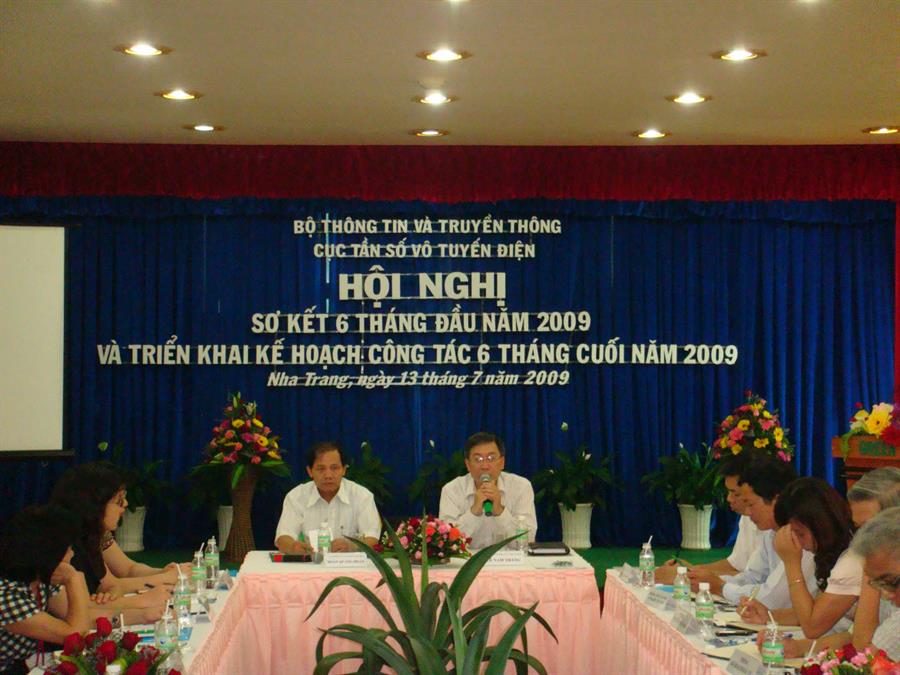 BỘ THÔNG TIN VÀ TRUYỀN THÔNG
CỤC TẦN SỐ VÔ TUYẾN ĐIỆN
HỘI NGHỊ
SƠ KẾT 6 THÁNG ĐẦU NĂM 2009
VÀ TRIỂN KHAI KẾ HOẠCH CÔNG TÁC 6 THÁNG CUỐI NĂM 2009
Nha Trang, ngày 13 tháng 7 năm 2009